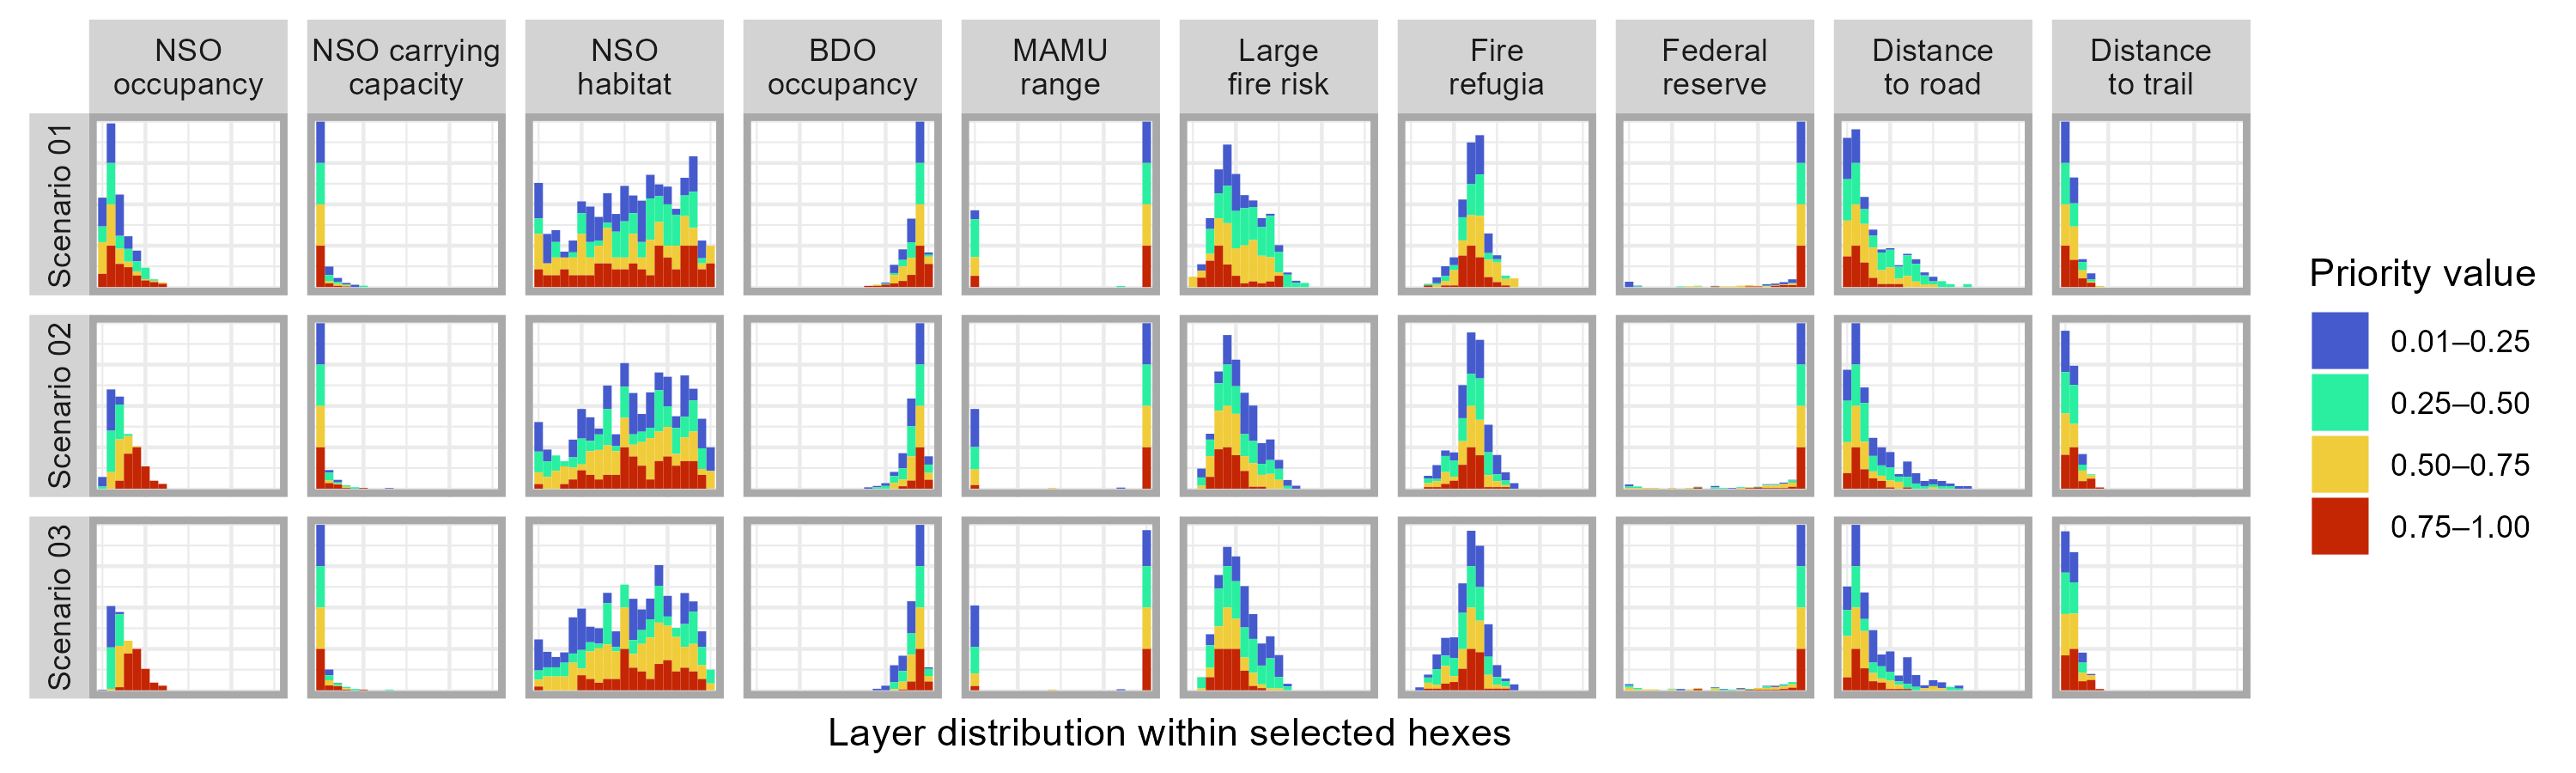 NSO
occupancy
NSO carrying
capacity
NSO
habitat
BDO
occupancy
MAMU
range
Large
fire risk
Fire
refugia
Federal
reserve
Distance
to road
Distance
to trail
Scenario 01
Scenario 02
Scenario 03
Layer distribution within selected hexes
Priority value
0.01–0.25
0.25–0.50
0.50–0.75
0.75–1.00